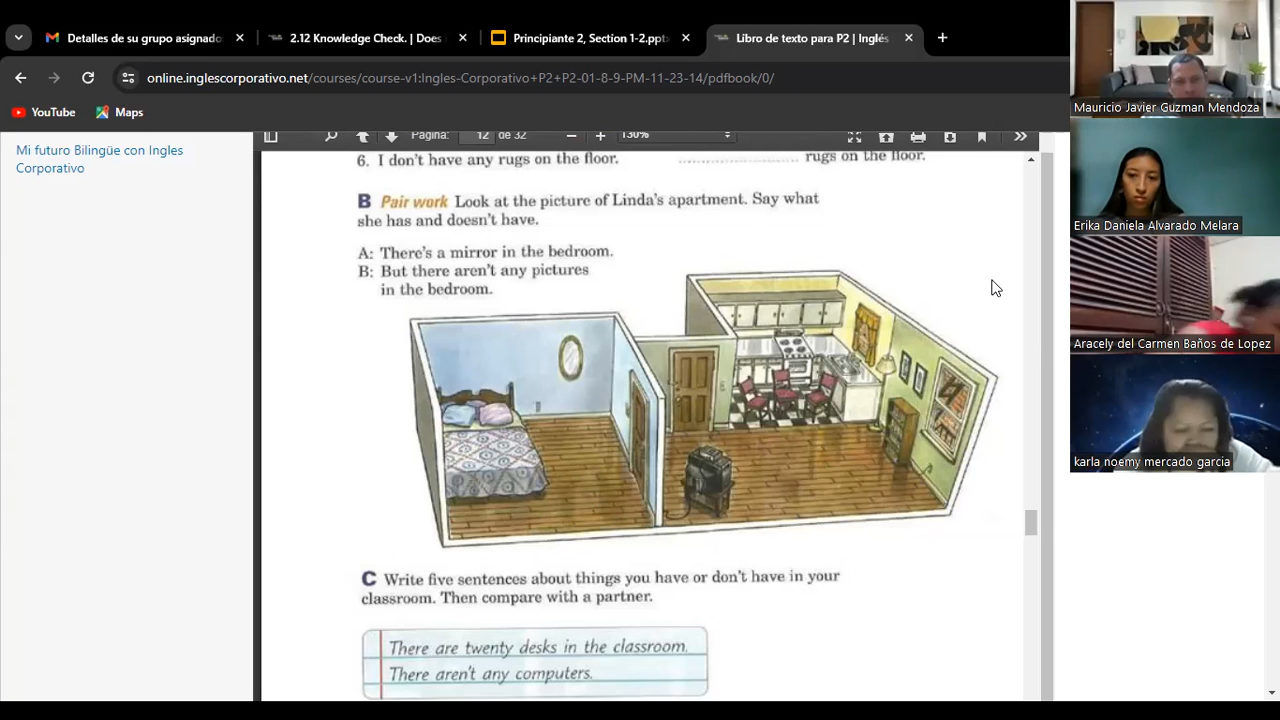 Detalles de su grupo asignado
2.12 Knowledge Check. | Does
Principiante 2, Section 1-2.ppt
Libro de texto para P2 | Inglés
online.inglescorporativo.net/courses/course-v1:Ingles-Corporativo+P2+P2-01-8-9-PM-11-23-14/pdfbook/0/
YouTube
Maps
Mi futuro Bilingüe con Ingles
Corporativo
Página: 12 de 32
130%
6. I don't have any rugs on the floor. .............................. rugs on the floor.
B Pair work Look at the picture of Linda's apartment. Say what
she has and doesn't have.
A: There's a mirror in the bedroom.
B: But there aren't any pictures
in the bedroom.
C Write five sentences about things you have or don't have in your
classroom. Then compare with a partner.
There are twenty desks in the classroom.
There aren't any computers.
Mauricio Javier Guzman Mendoza
Erika Daniela Alvarado Melara
Aracely del Carmen Baños de Lopez
karla noemy mercado garcia